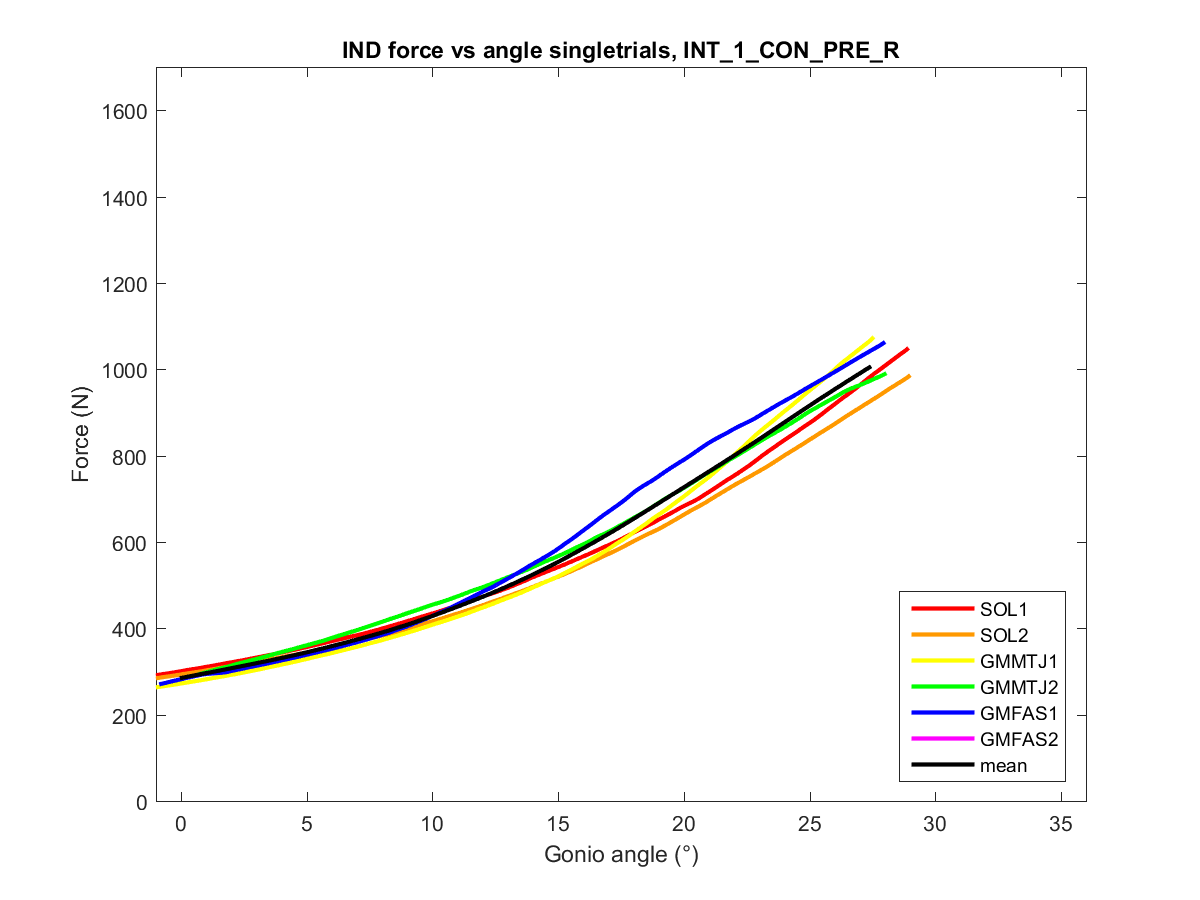 IND force vs angle singletrials, INT_1_CON_PRE_R
1600
1400
1200
1000
800
600
400
200
0
Force (N)
0 5 10 15 20 25 30 35
Gonio angle (°)
SOL1
SOL2
GMMTJ1
GMMTJ2
GMFAS1
GMFAS2
mean